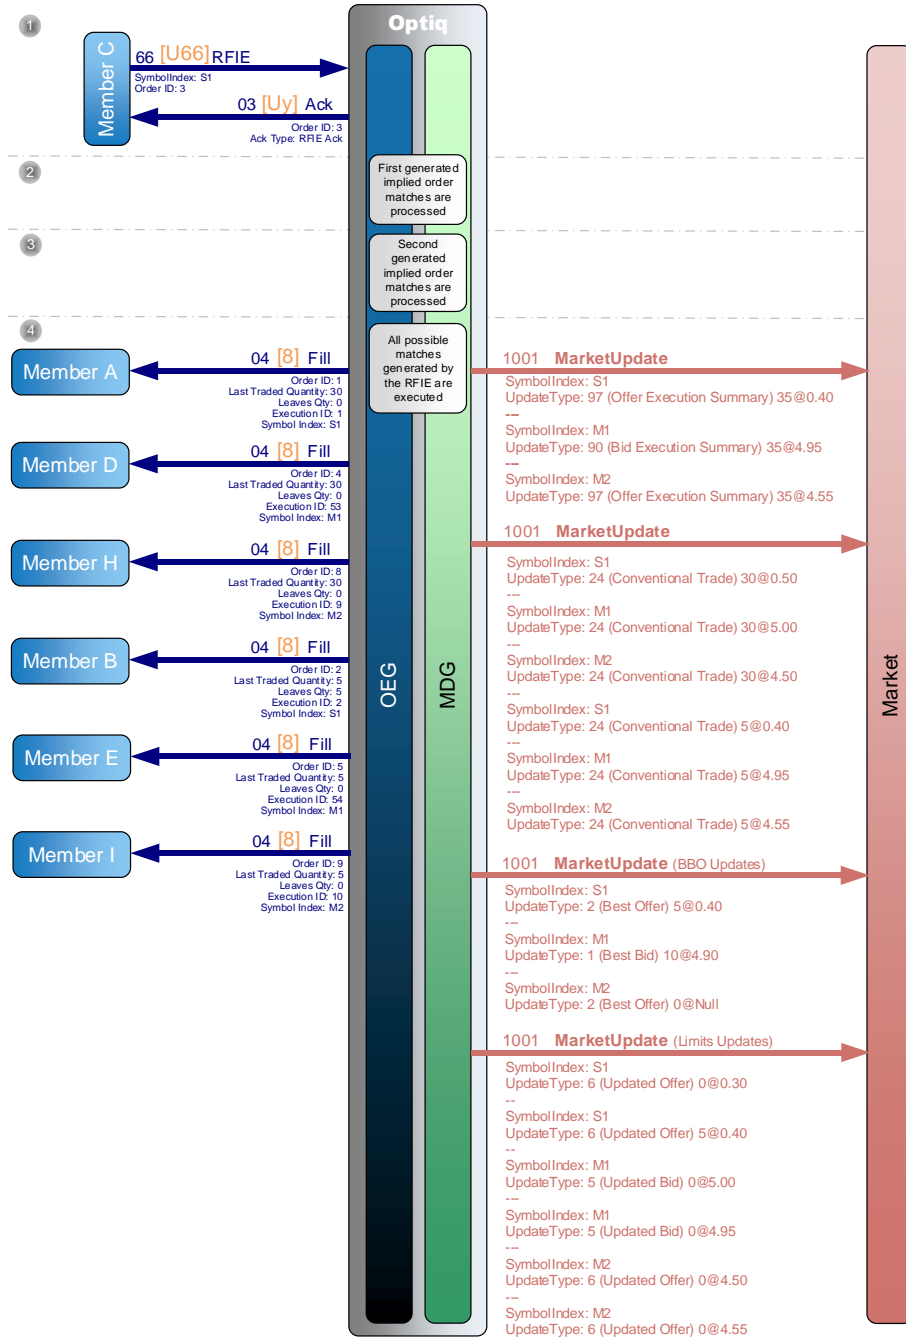 1
Optiq
Member C
66 [U66] RFIE
SymbolIndex: S1
Order ID: 3
03 [Uy] Ack
Order ID: 3
Ack Type: RFIE Ack
2
First generated
implied order
matches are
processed
3
Second
generated
implied order
matches are
processed
4
All possible
matches
generated by
the RFIE are
executed
OEG
MDG
Market
Member A
04 [8] Fill
Order ID: 1
Last Traded Quantity: 30
Leaves Qty: 0
Execution ID: 1
Symbol Index: S1
Member D
04 [8] Fill
Order ID: 4
Last Traded Quantity: 30
Leaves Qty: 0
Execution ID: 53
Symbol Index: M1
Member H
04 [8] Fill
Order ID: 8
Last Traded Quantity: 30
Leaves Qty: 0
Execution ID: 9
Symbol Index: M2
Member B
04 [8] Fill
Order ID: 2
Last Traded Quantity: 5
Leaves Qty: 5
Execution ID: 2
Symbol Index: S1
Member E
04 [8] Fill
Order ID: 5
Last Traded Quantity: 5
Leaves Qty: 0
Execution ID: 54
Symbol Index: M1
Member I
04 [8] Fill
Order ID: 9
Last Traded Quantity: 5
Leaves Qty: 0
Execution ID: 10
Symbol Index: M2
1001 MarketUpdate
SymbolIndex: S1
UpdateType: 97 (Offer Execution Summary) 35@0.40
---
SymbolIndex: M1
UpdateType: 90 (Bid Execution Summary) 35@4.95
---
SymbolIndex: M2
UpdateType: 97 (Offer Execution Summary) 35@4.55
1001 MarketUpdate
SymbolIndex: S1
UpdateType: 24 (Conventional Trade) 30@0.50
---
SymbolIndex: M1
UpdateType: 24 (Conventional Trade) 30@5.00
---
SymbolIndex: M2
UpdateType: 24 (Conventional Trade) 30@4.50
---
SymbolIndex: S1
UpdateType: 24 (Conventional Trade) 5@0.40
---
SymbolIndex: M1
UpdateType: 24 (Conventional Trade) 5@4.95
---
SymbolIndex: M2
UpdateType: 24 (Conventional Trade) 5@4.55
1001 MarketUpdate (BBO Updates)
SymbolIndex: S1
UpdateType: 2 (Best Offer) 5@0.40
---
SymbolIndex: M1
UpdateType: 1 (Best Bid) 10@4.90
---
SymbolIndex: M2
UpdateType: 2 (Best Offer) 0@Null
1001 MarketUpdate (Limits Updates)
SymbolIndex: S1
UpdateType: 6 (Updated Offer) 0@0.30
--
SymbolIndex: S1
UpdateType: 6 (Updated Offer) 5@0.40
--
SymbolIndex: M1
UpdateType: 5 (Updated Bid) 0@5.00
---
SymbolIndex: M1
UpdateType: 5 (Updated Bid) 0@4.95
---
SymbolIndex: M2
UpdateType: 6 (Updated Offer) 0@4.50
---
SymbolIndex: M2
UpdateType: 6 (Updated Offer) 0@4.55